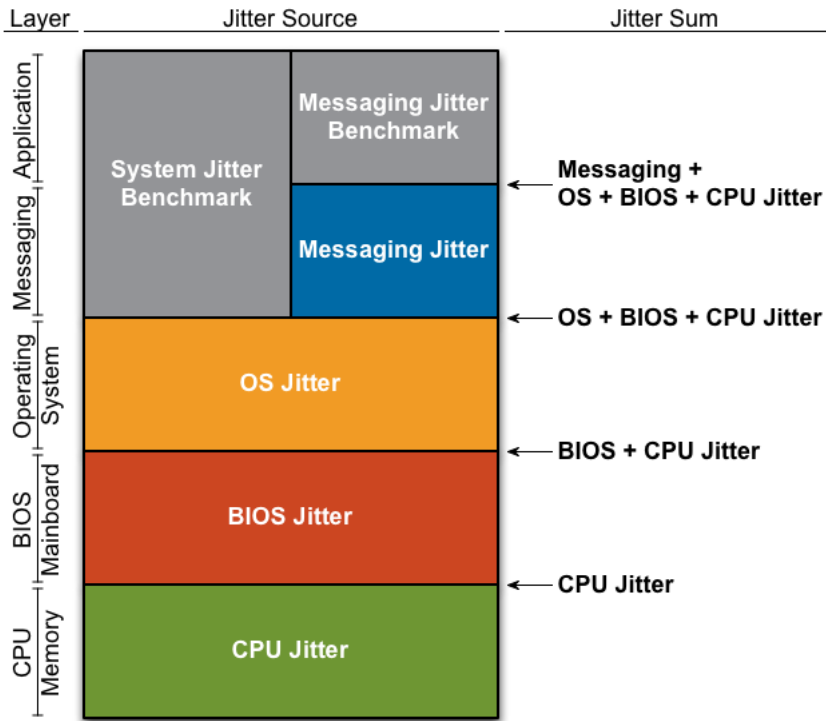 Layer
Jitter Source
Jitter Sum
Application
System Jitter
Benchmark
Messaging Jitter
Benchmark
Messaging +
OS + BIOS + CPU Jitter
Messaging
Messaging Jitter
OS + BIOS + CPU Jitter
Operating
System
OS Jitter
BIOS + CPU Jitter
BIOS
Mainboard
BIOS Jitter
CPU Jitter
CPU
Memory
CPU Jitter